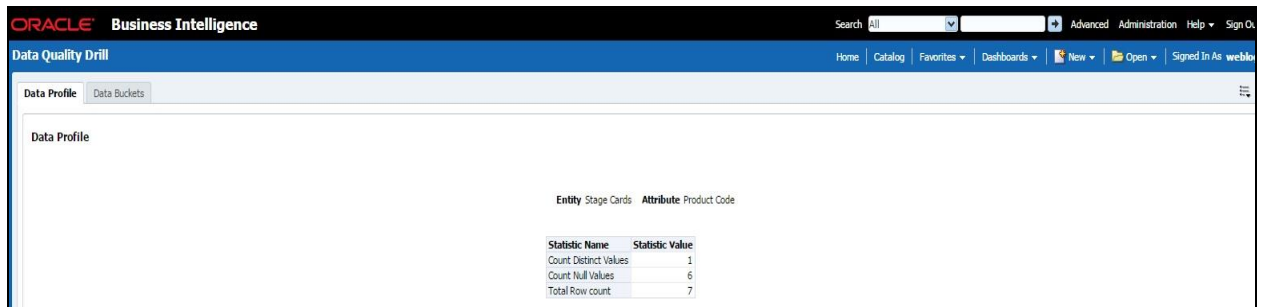 ORACLE Business Intelligence Search All Advanced Administration Help Sign Ou
Data Quality Drill Home Catalog Favorites Dashboards New Open Signed In As weblo
Data Profile Data Buckets
Data Profile
Entity Stage Cards Attribute Product Code
Statistic Name Statistic Value
Count Distinct Values 1
Count Null Values 6
Total Row count 7